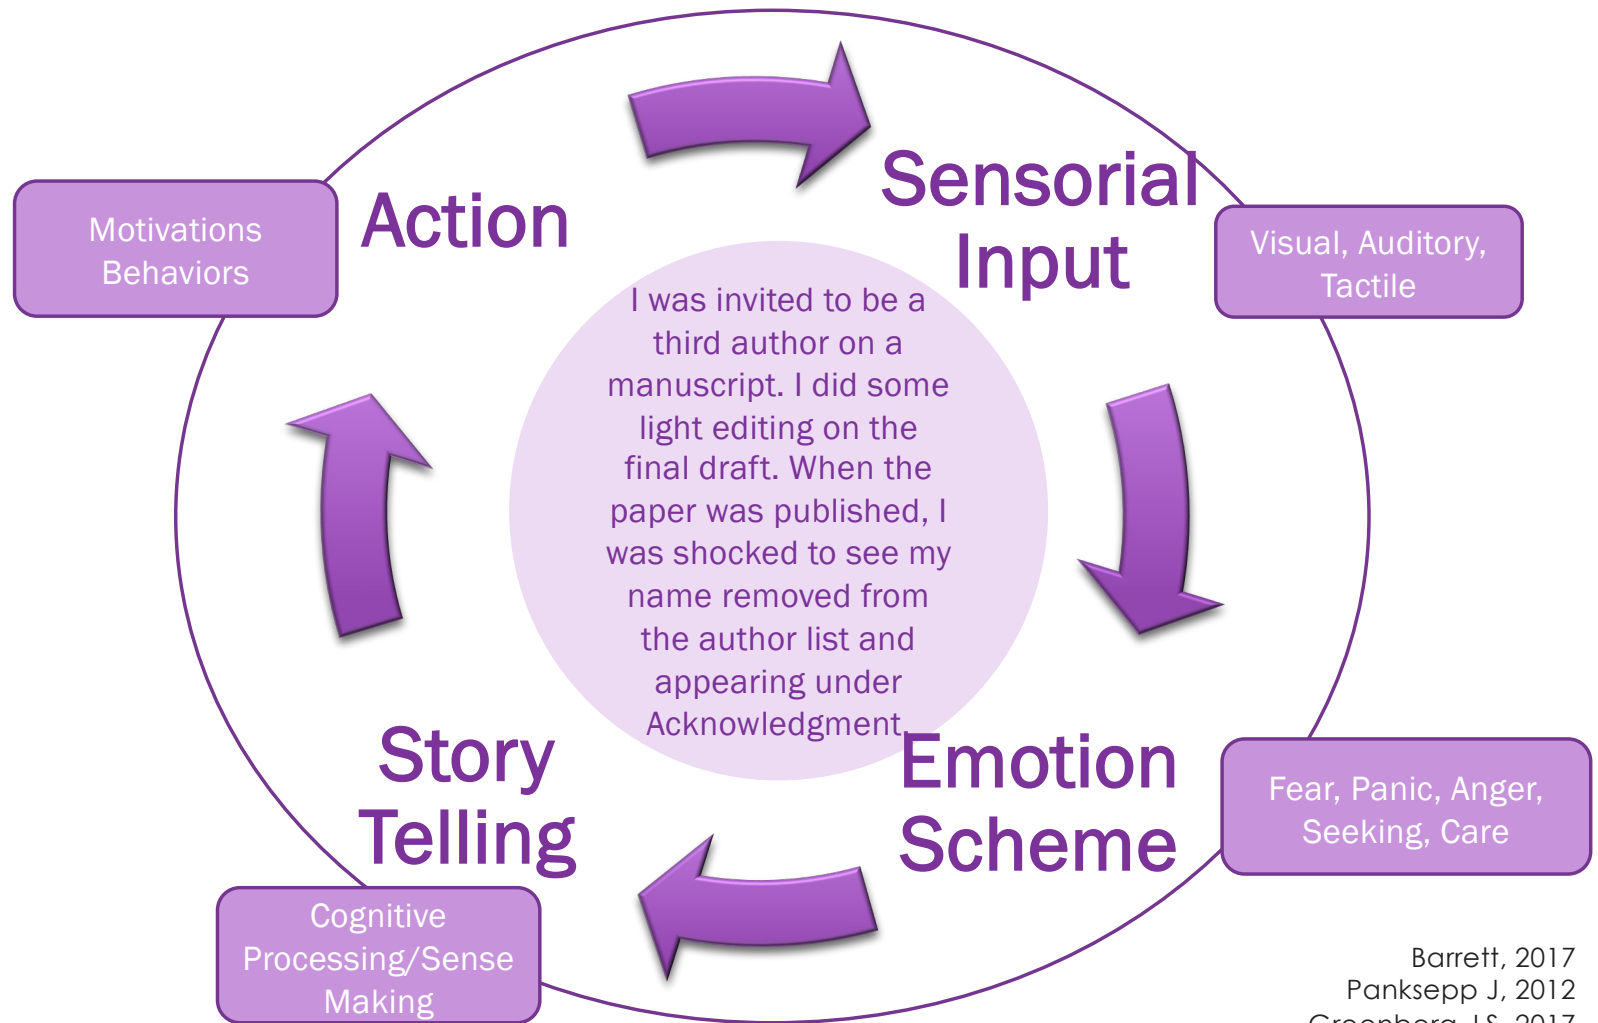 Action
Sensorial
Input
Motivations
Behaviors
Visual, Auditory,
Tactile
I was invited to be a
third author on a
manuscript. I did some
light editing on the
final draft. When the
paper was published, I
was shocked to see my
name removed from
the author list and
appearing under
Acknowledgment.
Story
Telling
Emotion
Scheme
Fear, Panic, Anger,
Seeking, Care
Cognitive
Processing/Sense
Making
Barrett, 2017
Panksepp J, 2012
Greenberg LS, 2017